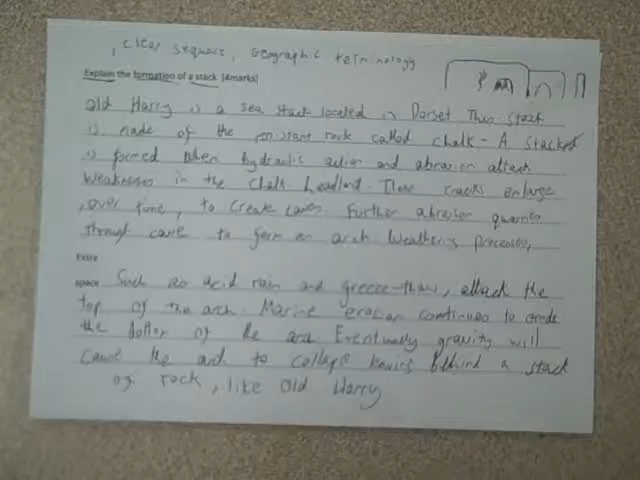 , clear sequence, Geographic terminology
Explain the formation of a stack [4marks]
Old Harry is a sea stack located in Dorset This stack
is made of the resistant rock called chalk - A stacked
is formed when hydraulic action and abrasion attack
weaknesses in the chalk headland. These cracks enlarge
, over time, to create caves Further abrasion
through cave to form an arch Weathering processes,
Extra
space Such as acid rain and greeze-thaw, attack the
top of the arch. Marine erosion continues to erode
the bottom of the arch Eventually gravity will
cause the arch to collapse leaving behind a stack
of rock, like Old Harry